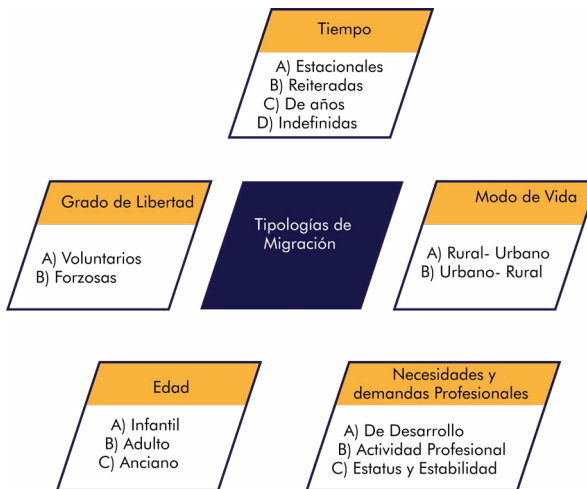 Tiempo
A) Estacionales
B) Reiteradas
C) De años
D) Indefinidas
Grado de Libertad
A) Voluntarios
B) Forzosas
Tipologías de
Migración
Modo de Vida
A) Rural- Urbano
B) Urbano- Rural
Edad
A) Infantil
B) Adulto
C) Anciano
Necesidades y
demandas Profesionales
A) De Desarrollo
B) Actividad Profesional
C) Estatus y Estabilidad